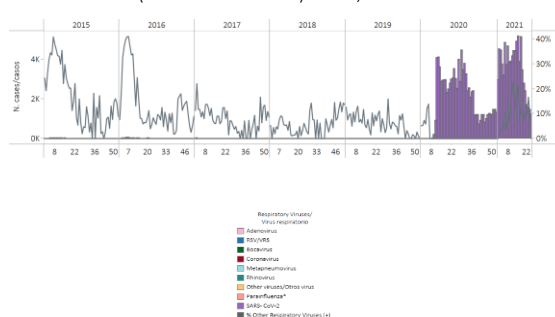 2015 2016 2017 2018 2019 2020 2021
N. cases/casos
4K
2K
0K
40%
30%
20%
10%
0%
8 22 36 50 7 20 33 46 8 22 36 50 7 20 33 46 8 22 36 50 8 22 36 50 8 22
Respiratory Viruses/
Virus respiratorio
Adenovirus
RSV/VRS
Bocavirus
Coronavirus
Metapneumovirus
Rhinovirus
Other viruses/Otros virus
Parainfluenza*
SARS- CoV-2
% Other Respiratory Viruses (+)